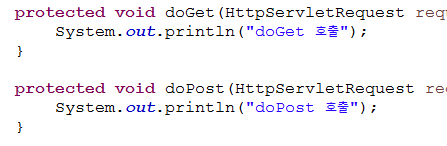 protected void doGet(HttpServletRequest req
System.out.println("doGet 호출");
}
protected void doPost(HttpServletRequest re
System.out.println("doPost 호출");
}